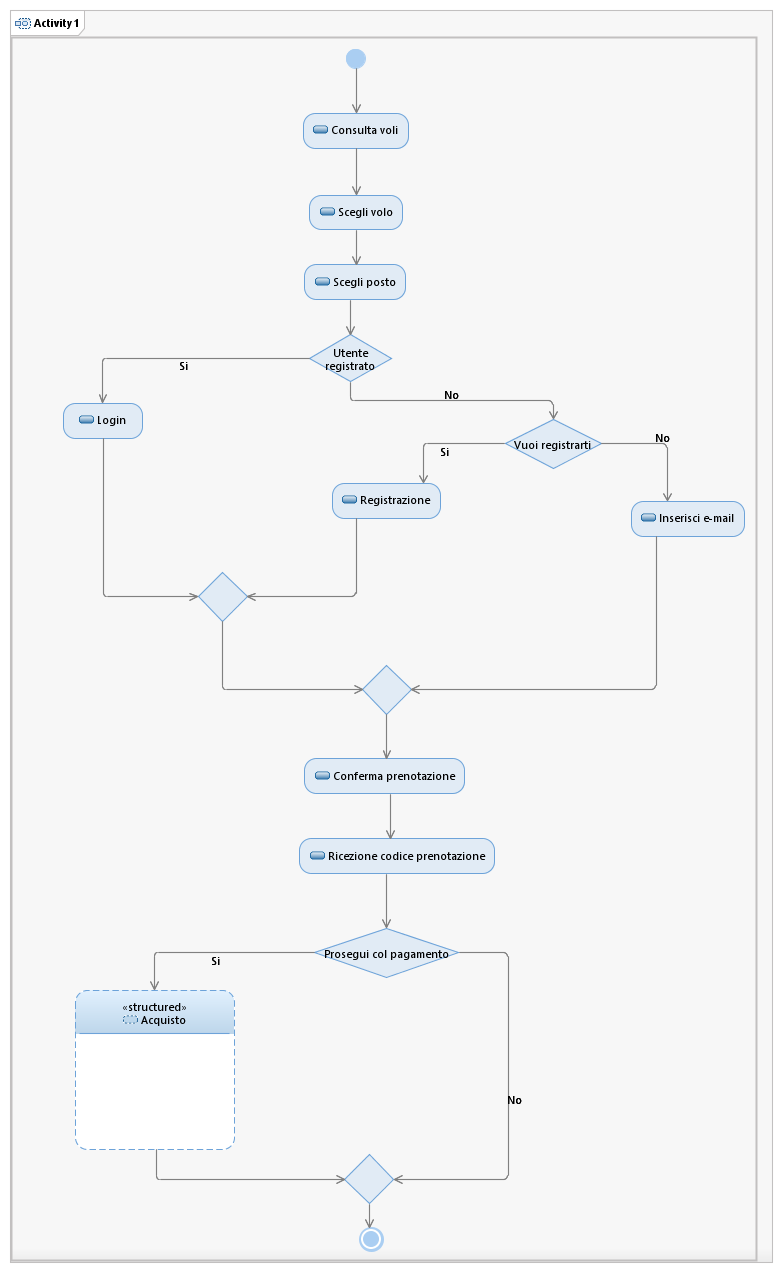 Activity 1
Consulta voli
Scegli volo
Scegli posto
Utente
registrato
Si
No
Login
Vuoi registrarti
Si
No
Registrazione
Inserisci e-mail
Conferma prenotazione
Ricezione codice prenotazione
Prosegui col pagamento
Si
«structured»
Acquisto
No